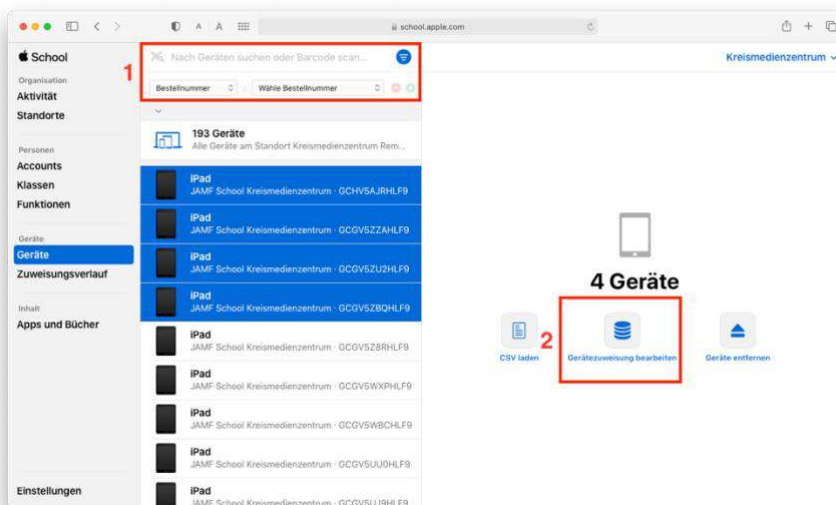 school.apple.com
School
Organisation
Aktivität
Standorte
Personen
Accounts
Klassen
Funktionen
Geräte
Geräte
Zuweisungsverlauf
Inhalt
Apps und Bücher
Einstellungen
1
Nach Geräten suchen oder Barcode scan...
Bestellnummer : Wähle Bestellnummer
193 Geräte
Alle Geräte am Standort Kreismedienzentrum Rem...
iPad
JAMF School Kreismedienzentrum · GCHV5AJRHLF9
iPad
JAMF School Kreismedienzentrum · GCGV5ZZAHLF9
iPad
JAMF School Kreismedienzentrum · GCGV5ZU2HLF9
iPad
JAMF School Kreismedienzentrum · GCGV5ZBQHLF9
iPad
JAMF School Kreismedienzentrum · GCGV5Z8RHLF9
iPad
JAMF School Kreismedienzentrum · GCGV5WXPHLF9
iPad
JAMF School Kreismedienzentrum · GCGV5WBCHLF9
iPad
JAMF School Kreismedienzentrum · GCGV5UU0HLF9
iPad
JAMF School Kreismedienzentrum · GCGV5UJ9HLF9
Kreismedienzentrum
4 Geräte
2
CSV laden
Gerätezuweisung bearbeiten
Geräte entfernen